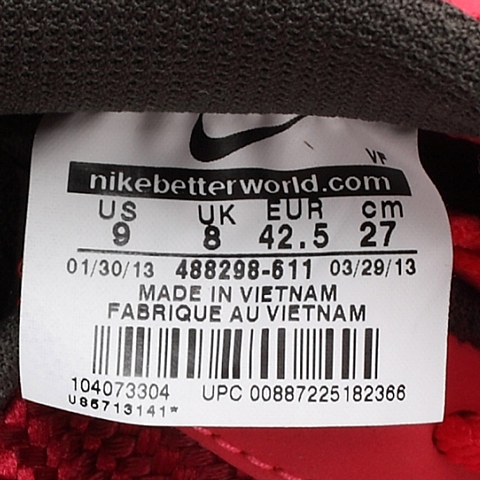 VF
nikebetterworld.com
US UK EUR cm
9 8 42.5 27
01/30/13 488298-611 03/29/13
MADE IN VIETNAM
FABRIQUE AU VIETNAM
104073304 UPC 00887225182366
US5713141*